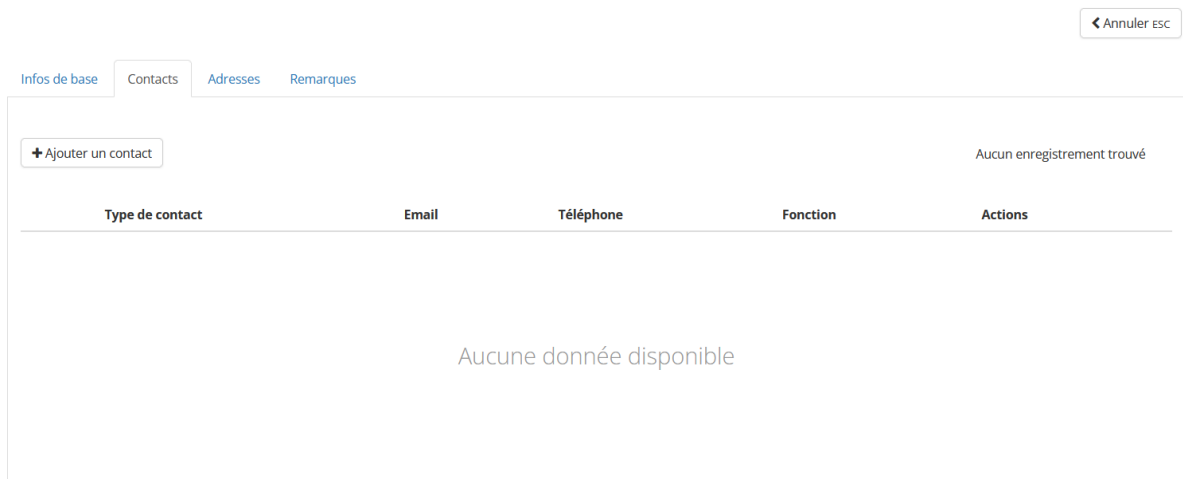 Annuler ESC
Infos de base Contacts Adresses Remarques
Ajouter un contact Aucun enregistrement trouvé
Type de contact Email Téléphone Fonction Actions
Aucune donnée disponible